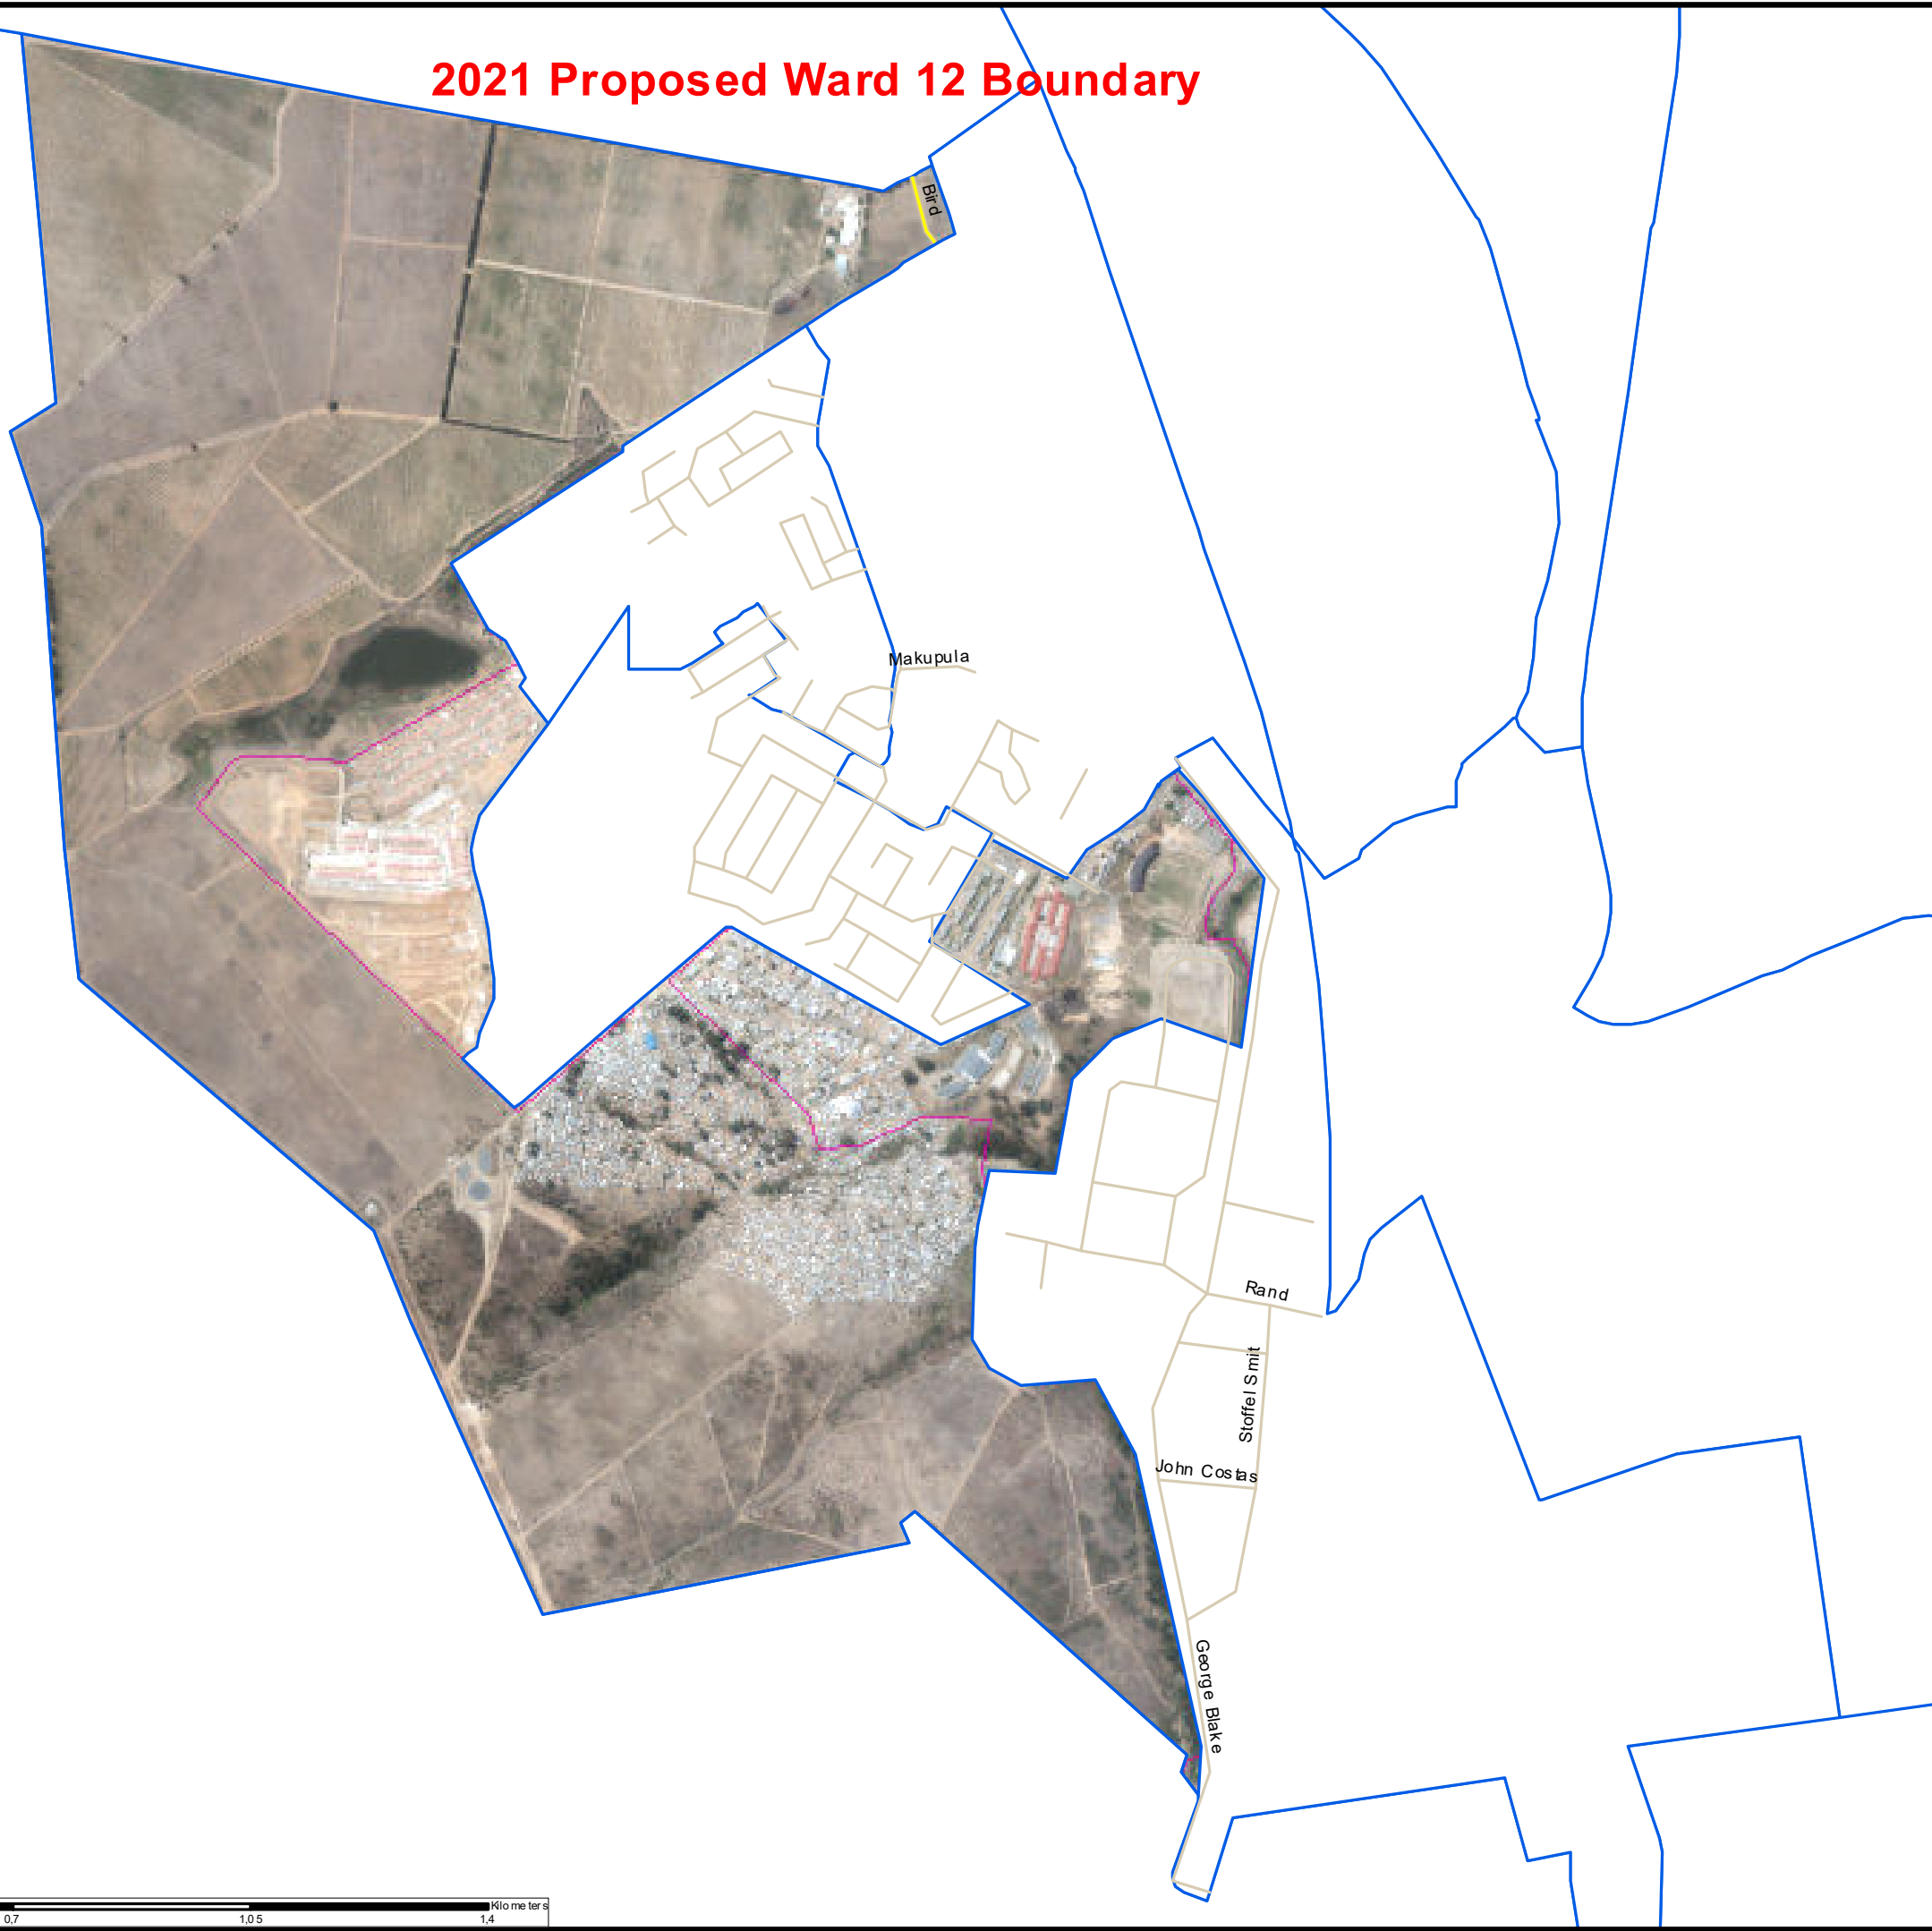 2021 Proposed Ward 12 Boundary
Bird
Makupula
Rand
Stoffel Smit
John Costas
George Blake
Kilometers
0,7 1,05 1,4